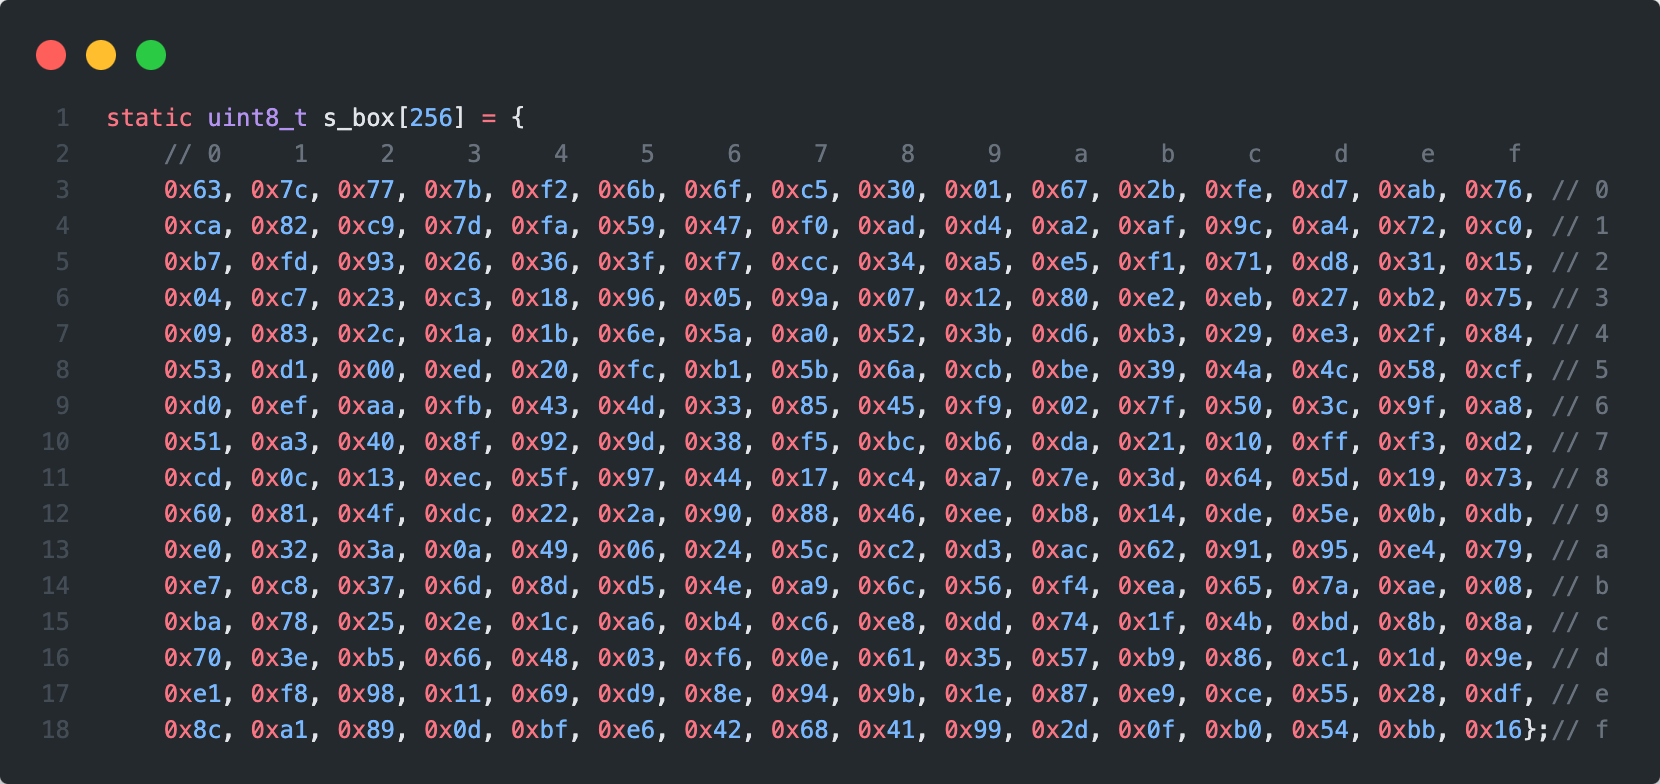 1 static uint8_t s_box[256] = {
2 // 0 1 2 3 4 5 6 7 8 9 a b c d e f
3 0x63, 0x7c, 0x77, 0x7b, 0xf2, 0x6b, 0x6f, 0xc5, 0x30, 0x01, 0x67, 0x2b, 0xfe, 0xd7, 0xab, 0x76, // 0
4 0xca, 0x82, 0xc9, 0x7d, 0xfa, 0x59, 0x47, 0xf0, 0xad, 0xd4, 0xa2, 0xaf, 0x9c, 0xa4, 0x72, 0xc0, // 1
5 0xb7, 0xfd, 0x93, 0x26, 0x36, 0x3f, 0xf7, 0xcc, 0x34, 0xa5, 0xe5, 0xf1, 0x71, 0xd8, 0x31, 0x15, // 2
6 0x04, 0xc7, 0x23, 0xc3, 0x18, 0x96, 0x05, 0x9a, 0x07, 0x12, 0x80, 0xe2, 0xeb, 0x27, 0xb2, 0x75, // 3
7 0x09, 0x83, 0x2c, 0x1a, 0x1b, 0x6e, 0x5a, 0xa0, 0x52, 0x3b, 0xd6, 0xb3, 0x29, 0xe3, 0x2f, 0x84, // 4
8 0x53, 0xd1, 0x00, 0xed, 0x20, 0xfc, 0xb1, 0x5b, 0x6a, 0xcb, 0xbe, 0x39, 0x4a, 0x4c, 0x58, 0xcf, // 5
9 0xd0, 0xef, 0xaa, 0xfb, 0x43, 0x4d, 0x33, 0x85, 0x45, 0xf9, 0x02, 0x7f, 0x50, 0x3c, 0x9f, 0xa8, // 6
10 0x51, 0xa3, 0x40, 0x8f, 0x92, 0x9d, 0x38, 0xf5, 0xbc, 0xb6, 0xda, 0x21, 0x10, 0xff, 0xf3, 0xd2, // 7
11 0xcd, 0x0c, 0x13, 0xec, 0x5f, 0x97, 0x44, 0x17, 0xc4, 0xa7, 0x7e, 0x3d, 0x64, 0x5d, 0x19, 0x73, // 8
12 0x60, 0x81, 0x4f, 0xdc, 0x22, 0x2a, 0x90, 0x88, 0x46, 0xee, 0xb8, 0x14, 0xde, 0x5e, 0x0b, 0xdb, // 9
13 0xe0, 0x32, 0x3a, 0x0a, 0x49, 0x06, 0x24, 0x5c, 0xc2, 0xd3, 0xac, 0x62, 0x91, 0x95, 0xe4, 0x79, // a
14 0xe7, 0xc8, 0x37, 0x6d, 0x8d, 0xd5, 0x4e, 0xa9, 0x6c, 0x56, 0xf4, 0xea, 0x65, 0x7a, 0xae, 0x08, // b
15 0xba, 0x78, 0x25, 0x2e, 0x1c, 0xa6, 0xb4, 0xc6, 0xe8, 0xdd, 0x74, 0x1f, 0x4b, 0xbd, 0x8b, 0x8a, // c
16 0x70, 0x3e, 0xb5, 0x66, 0x48, 0x03, 0xf6, 0x0e, 0x61, 0x35, 0x57, 0xb9, 0x86, 0xc1, 0x1d, 0x9e, // d
17 0xe1, 0xf8, 0x98, 0x11, 0x69, 0xd9, 0x8e, 0x94, 0x9b, 0x1e, 0x87, 0xe9, 0xce, 0x55, 0x28, 0xdf, // e
18 0x8c, 0xa1, 0x89, 0x0d, 0xbf, 0xe6, 0x42, 0x68, 0x41, 0x99, 0x2d, 0x0f, 0xb0, 0x54, 0xbb, 0x16};// f